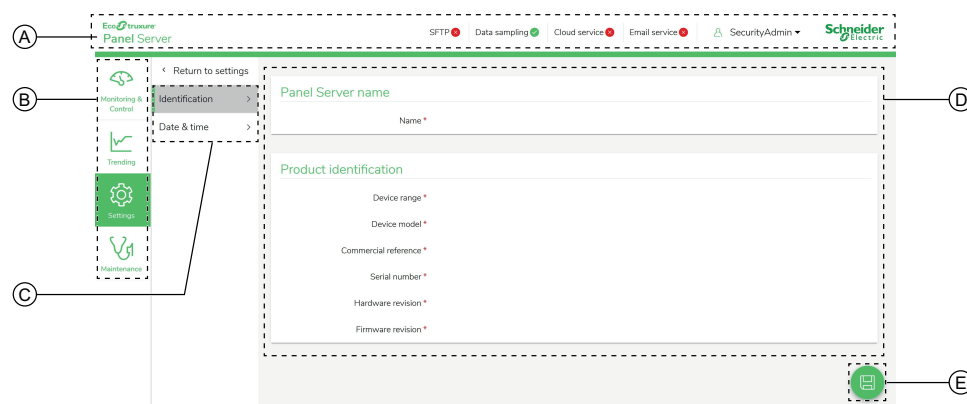 EcoStruxure
Panel Server
SFTP
Data sampling
Cloud service
Email service
SecurityAdmin
Schneider
Electric
A
Return to settings
Monitoring &
Control
B
Identification
Date & time
Trending
Settings
Maintenance
C
Panel Server name
Name *
D
Product identification
Device range *
Device model *
Commercial reference *
Serial number *
Hardware revision *
Firmware revision *
E